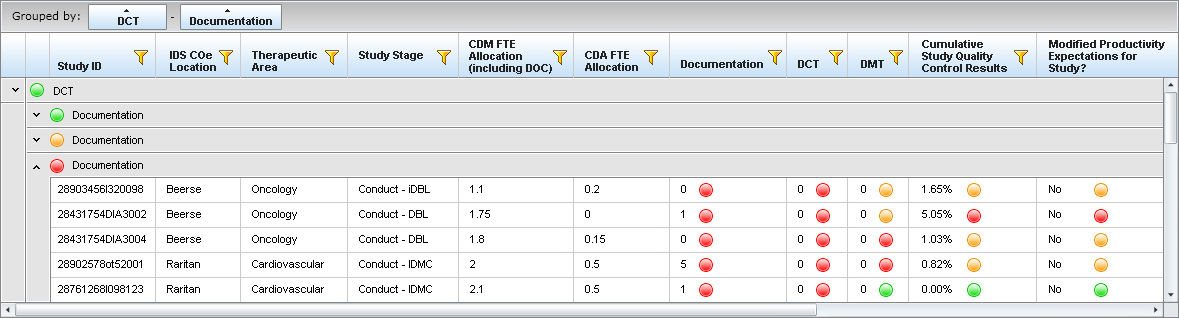 Grouped by: DCT - Documentation
Study ID IDS COe Location Therapeutic Area Study Stage CDM FTE Allocation (including DOC) CDA FTE Allocation Documentation DCT DMT Cumulative Study Quality Control Results Modified Productivity Expectations for Study?
DCT
Documentation
Documentation
Documentation
28903456I320098 Beerse Oncology Conduct - iDBL 1.1 0.2 0 0 0 1.65% No
28431754DIA3002 Beerse Oncology Conduct - DBL 1.75 0 1 0 0 5.05% No
28431754DIA3004 Beerse Oncology Conduct - DBL 1.8 0.15 0 0 0 1.03% No
28902578ot52001 Raritan Cardiovascular Conduct - IDMC 2 0.5 5 0 0 0.82% No
28761268I098123 Raritan Cardiovascular Conduct - IDMC 2.1 0.5 1 0 0 0.00% No